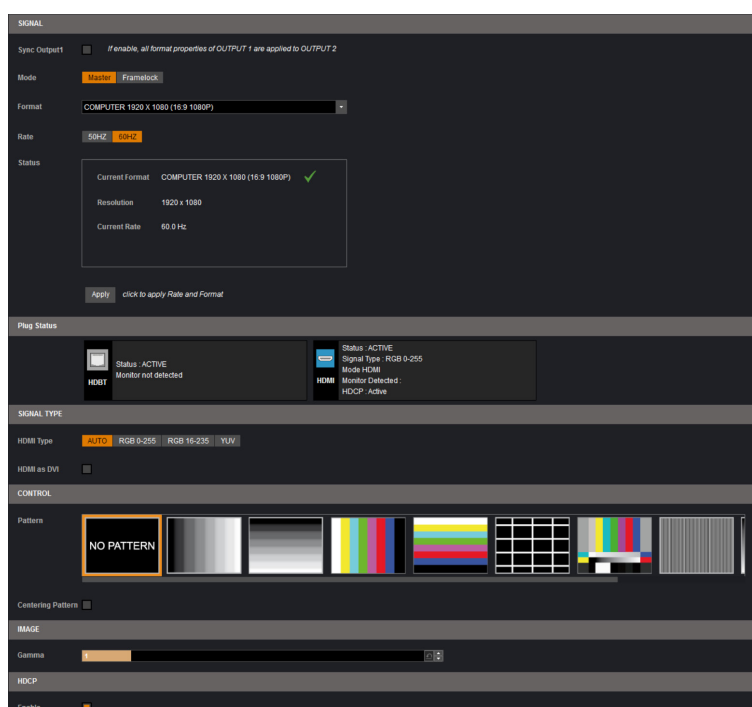 SIGNAL
Sync Output1 If enable, all format properties of OUTPUT 1 are applied to OUTPUT 2
Mode Master Framelock
Format COMPUTER 1920 X 1080 (16:9 1080P)
Rate 50HZ 60HZ
Status
Current Format COMPUTER 1920 X 1080 (16:9 1080P)
Resolution 1920 x 1080
Current Rate 60.0 Hz
Apply click to apply Rate and Format
Plug Status
HDBT
Status : ACTIVE
Monitor not detected
HDMI
Status : ACTIVE
Signal Type : RGB 0-255
Mode HDMI
Monitor Detected :
HDCP : Active
SIGNAL TYPE
HDMI Type AUTO RGB 0-255 RGB 16-235 YUV
HDMI as DVI
CONTROL
Pattern NO PATTERN
Centering Pattern
IMAGE
Gamma 1
HDCP
Enable